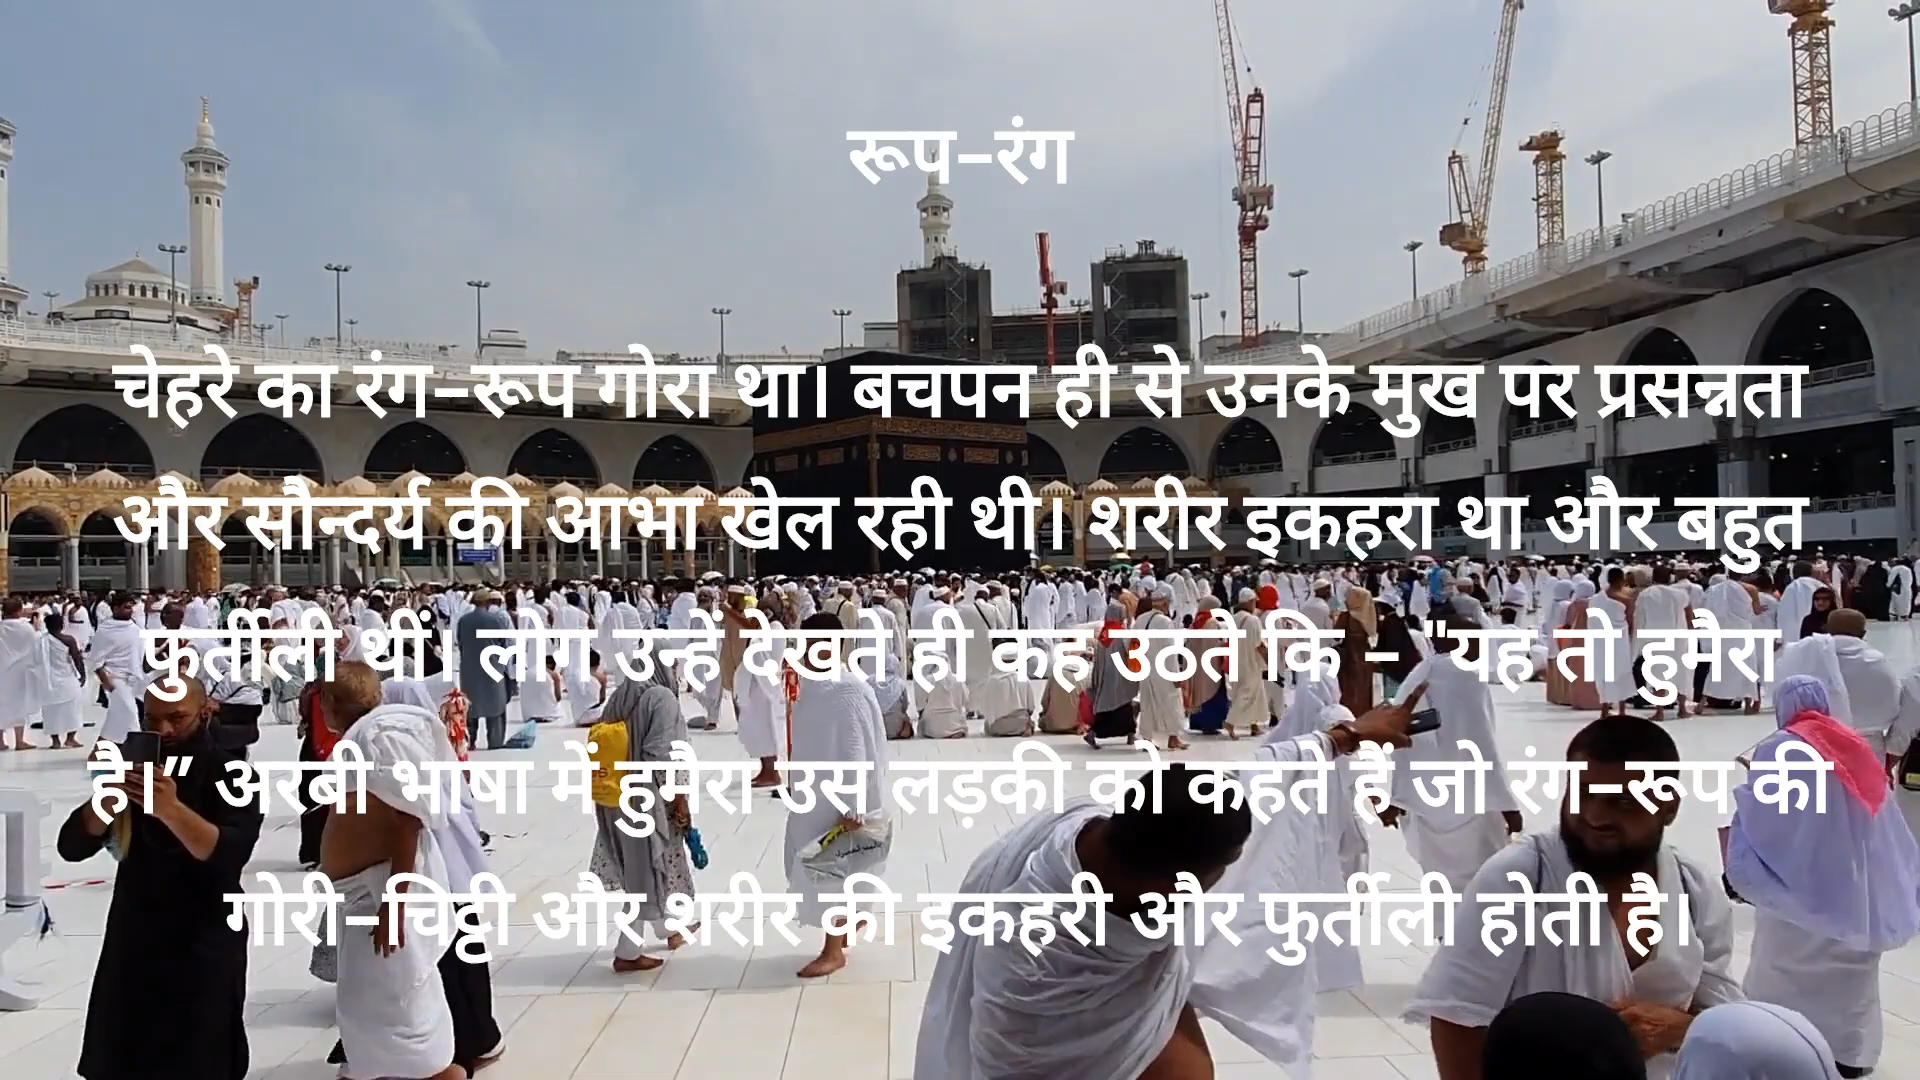 रूप-रंग
चेहरे का रंग-रूप गोरा था। बचपन ही से उनके मुख पर प्रसन्नता
और सौन्दर्य की आभा खेल रही थी। शरीर इकहरा था और बहुत
फुर्तीली थीं। लोग उन्हें देखते ही कह उठते कि – "यह तो हुमैरा
है।” अरबी भाषा में हुमैरा उस लड़की को कहते हैं जो रंग-रूप की
गोरी-चिट्टी और शरीर की इकहरी और फुर्तीली होती है।